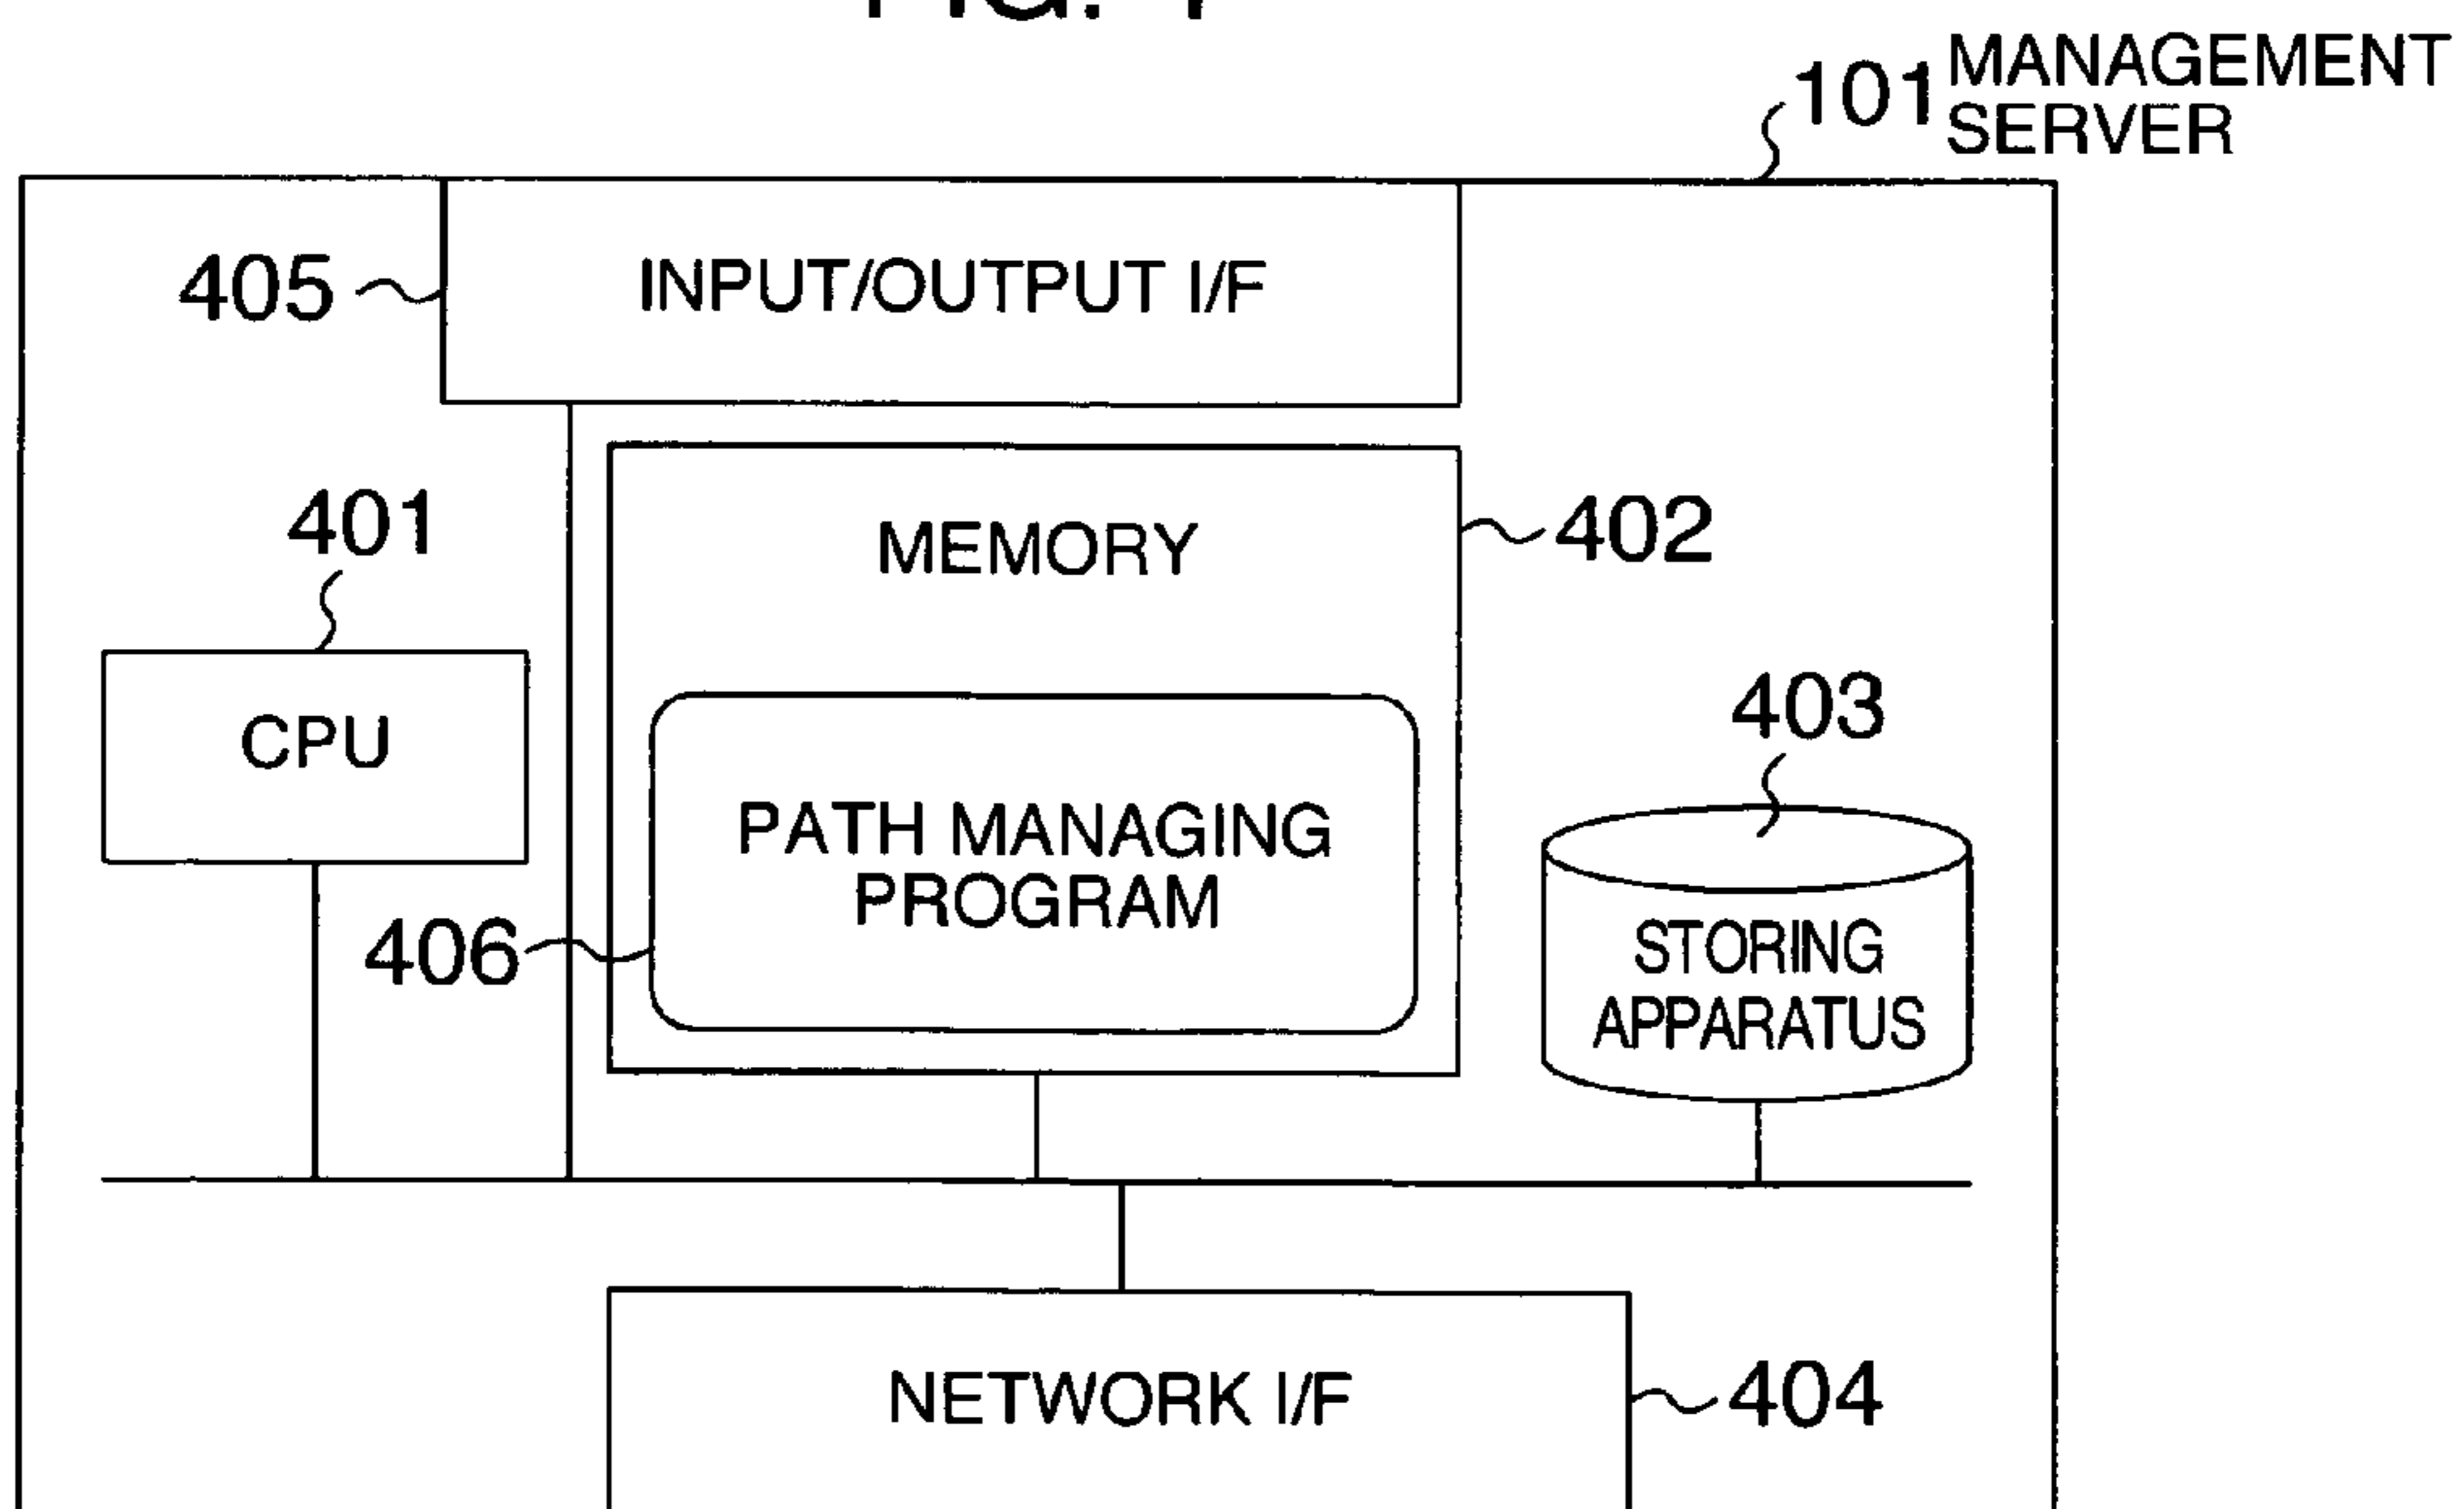 101 MANAGEMENT
SERVER
405
INPUT/OUTPUT I/F
401
MEMORY
402
CPU
403
PATH MANAGING
PROGRAM
406
STORING
APPARATUS
NETWORK I/F
404